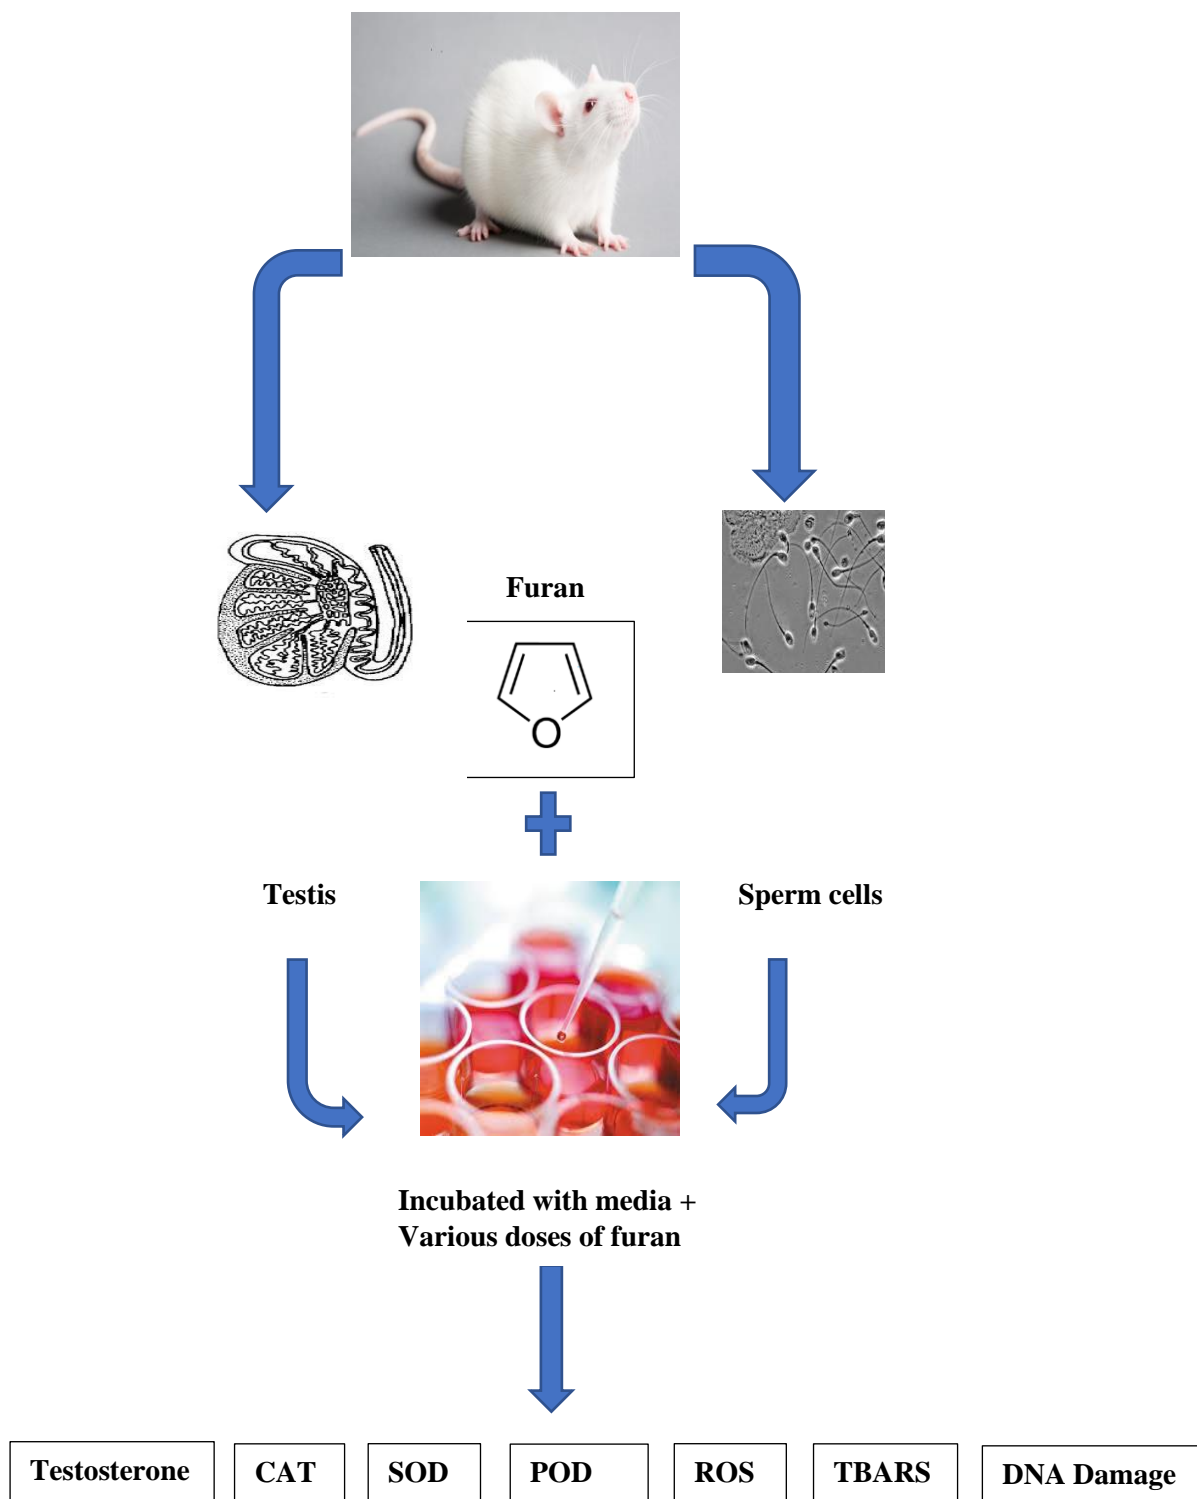 Furan
O
Testis
Sperm cells
Incubated with media +
Various doses of furan
Testosterone
CAT
SOD
POD
ROS
TBARS
DNA Damage